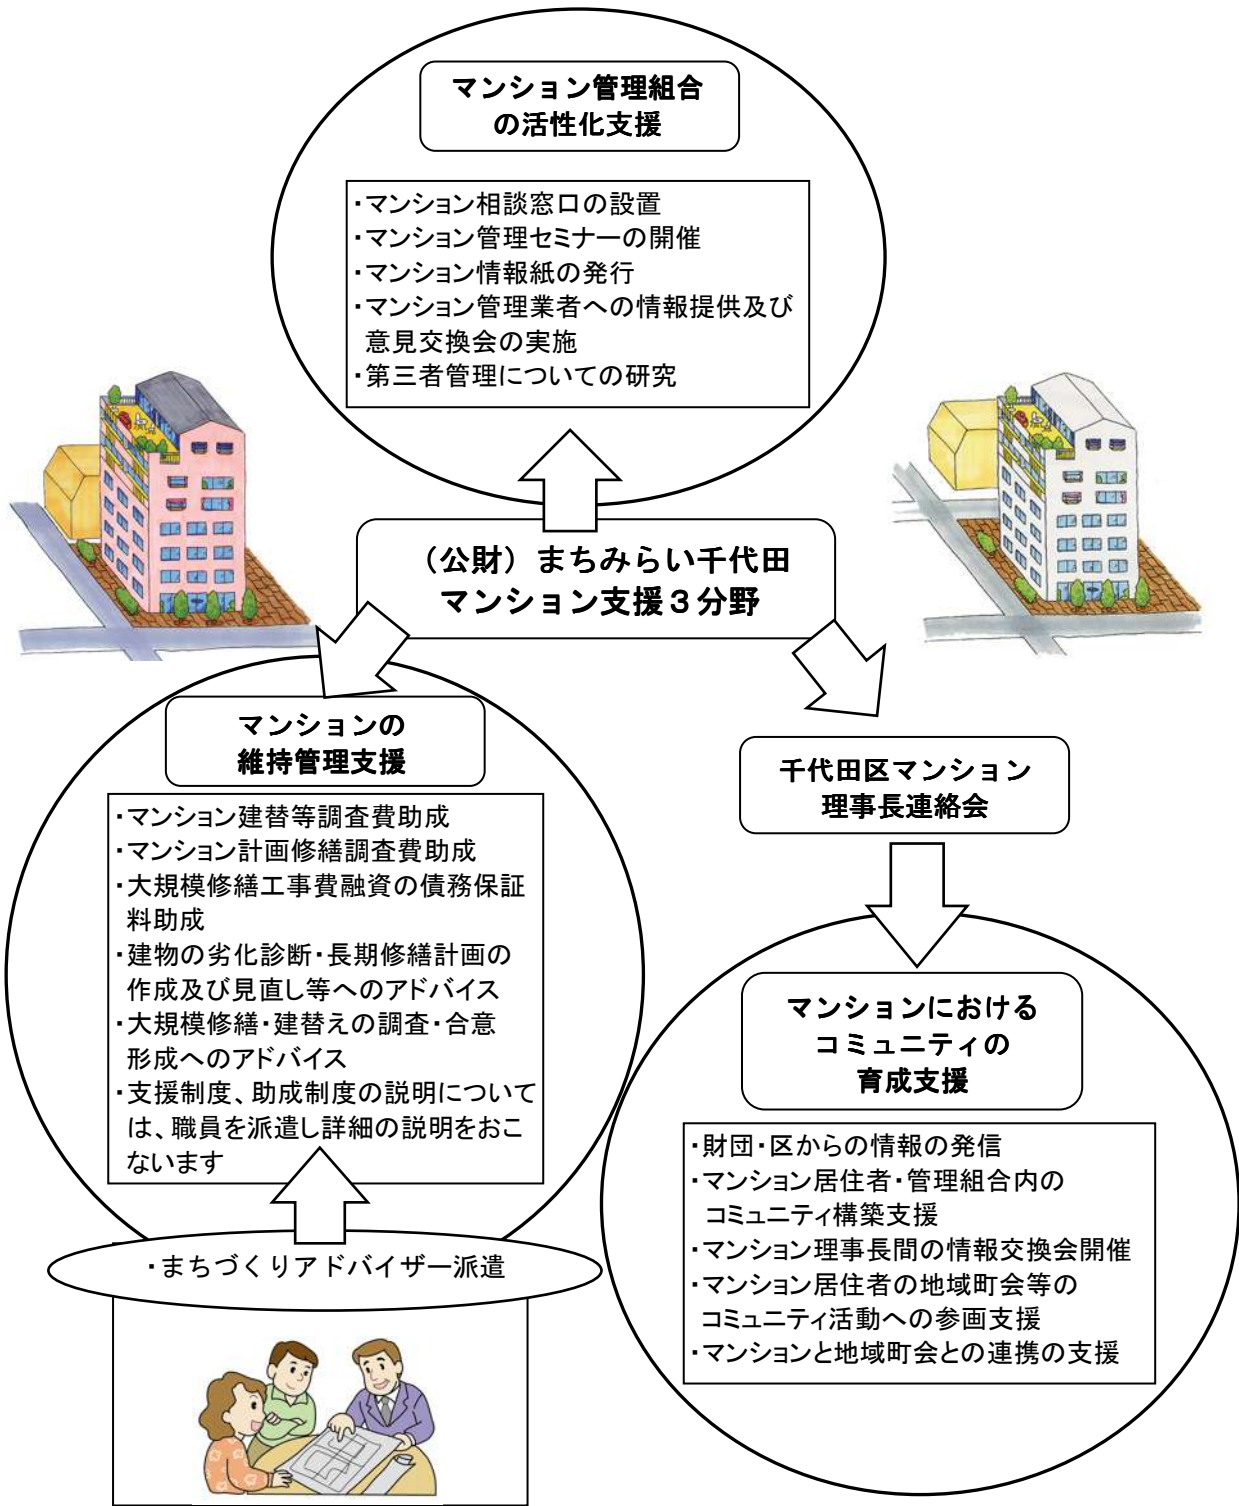 マンション管理組合
の活性化支援
・マンション相談窓口の設置
・マンション管理セミナーの開催
・マンション情報紙の発行
・マンション管理業者への情報提供及び
意見交換会の実施
・第三者管理についての研究
（公財）まちみらい千代田
マンション支援３分野
マンションの
維持管理支援
・マンション建替等調査費助成
・マンション計画修繕調査費助成
・大規模修繕工事費融資の債務保証
料助成
・建物の劣化診断・長期修繕計画の
作成及び見直し等へのアドバイス
・大規模修繕・建替えの調査・合意
形成へのアドバイス
・支援制度、助成制度の説明について
は、職員を派遣し詳細の説明をおこ
ないます
・まちづくりアドバイザー派遣
千代田区マンション
理事長連絡会
マンションにおける
コミュニティの
育成支援
・財団・区からの情報の発信
・マンション居住者・管理組合内の
コミュニティ構築支援
・マンション理事長間の情報交換会開催
・マンション居住者の地域町会等の
コミュニティ活動への参画支援
・マンションと地域町会との連携の支援